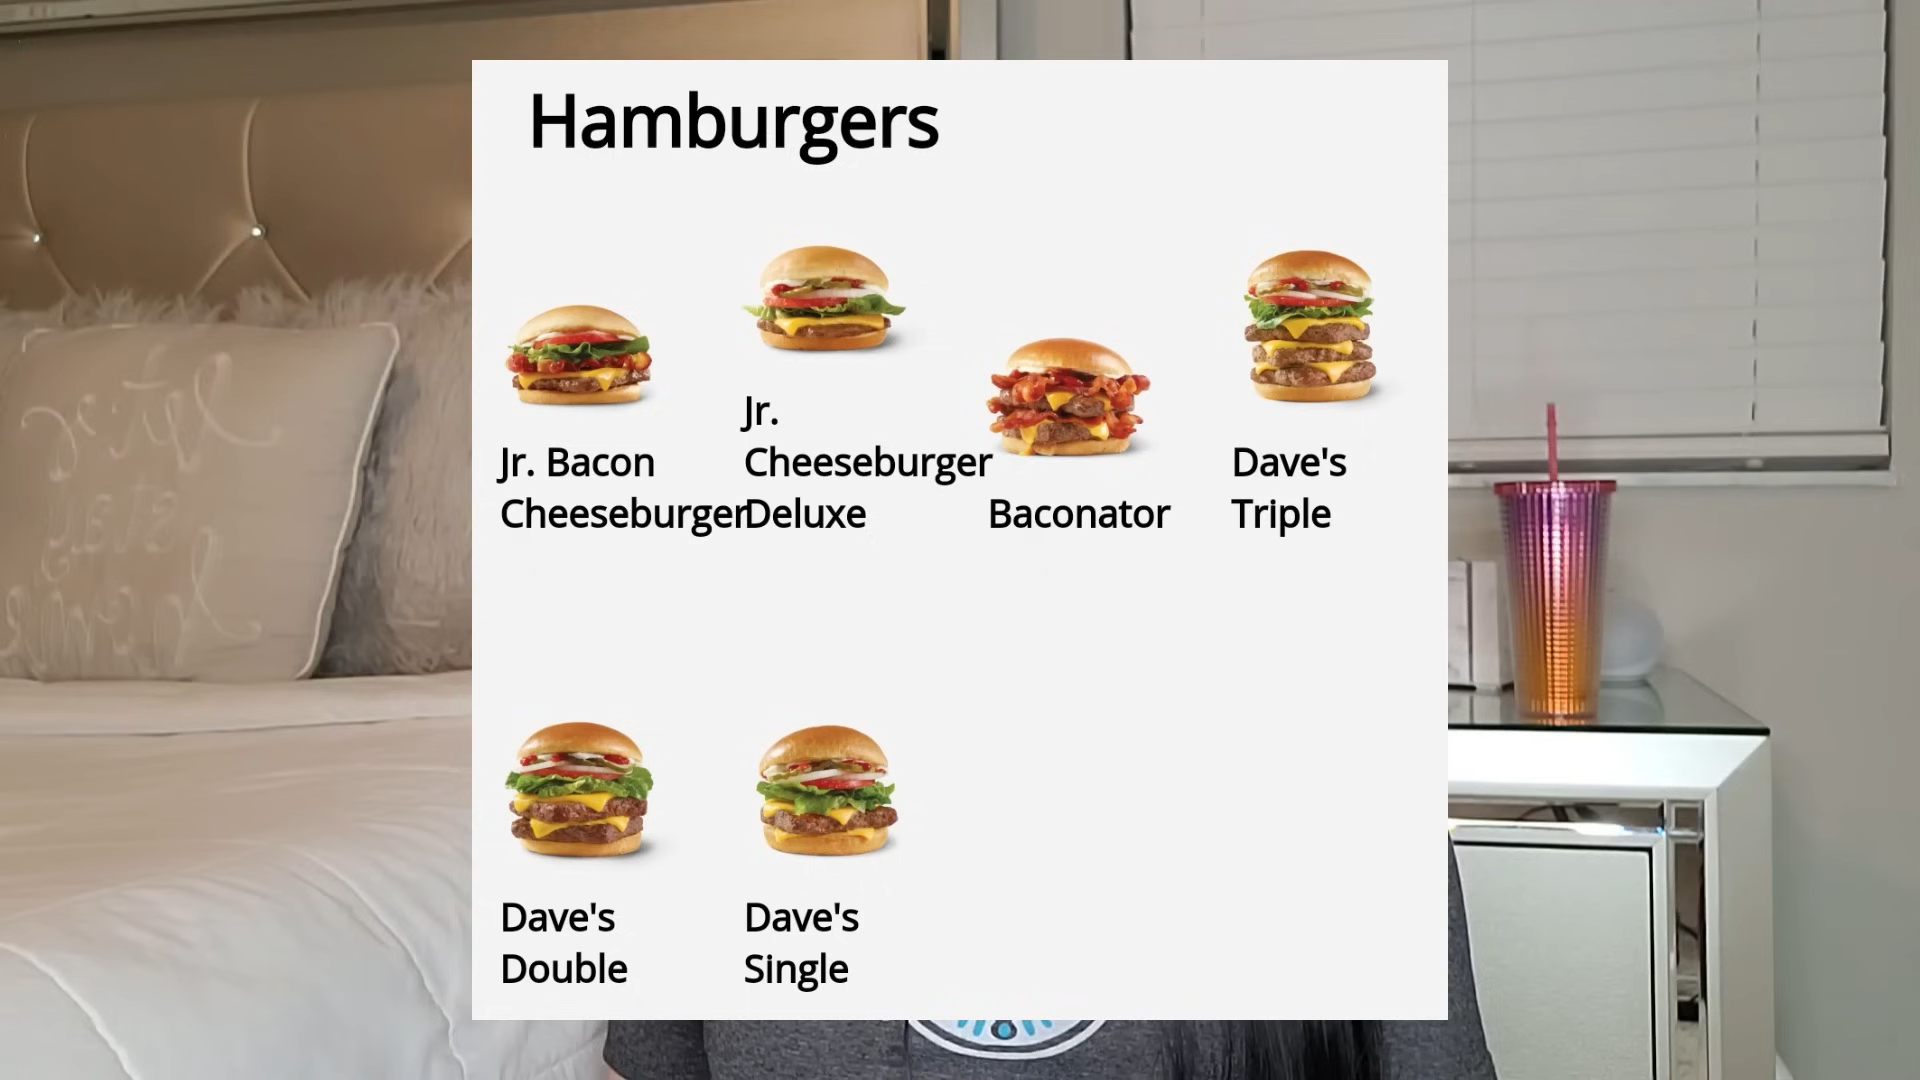 Hamburgers
Jr. Bacon
Cheeseburger
Jr.
Cheeseburger
Deluxe
Baconator
Dave's
Triple
Dave's
Double
Dave's
Single